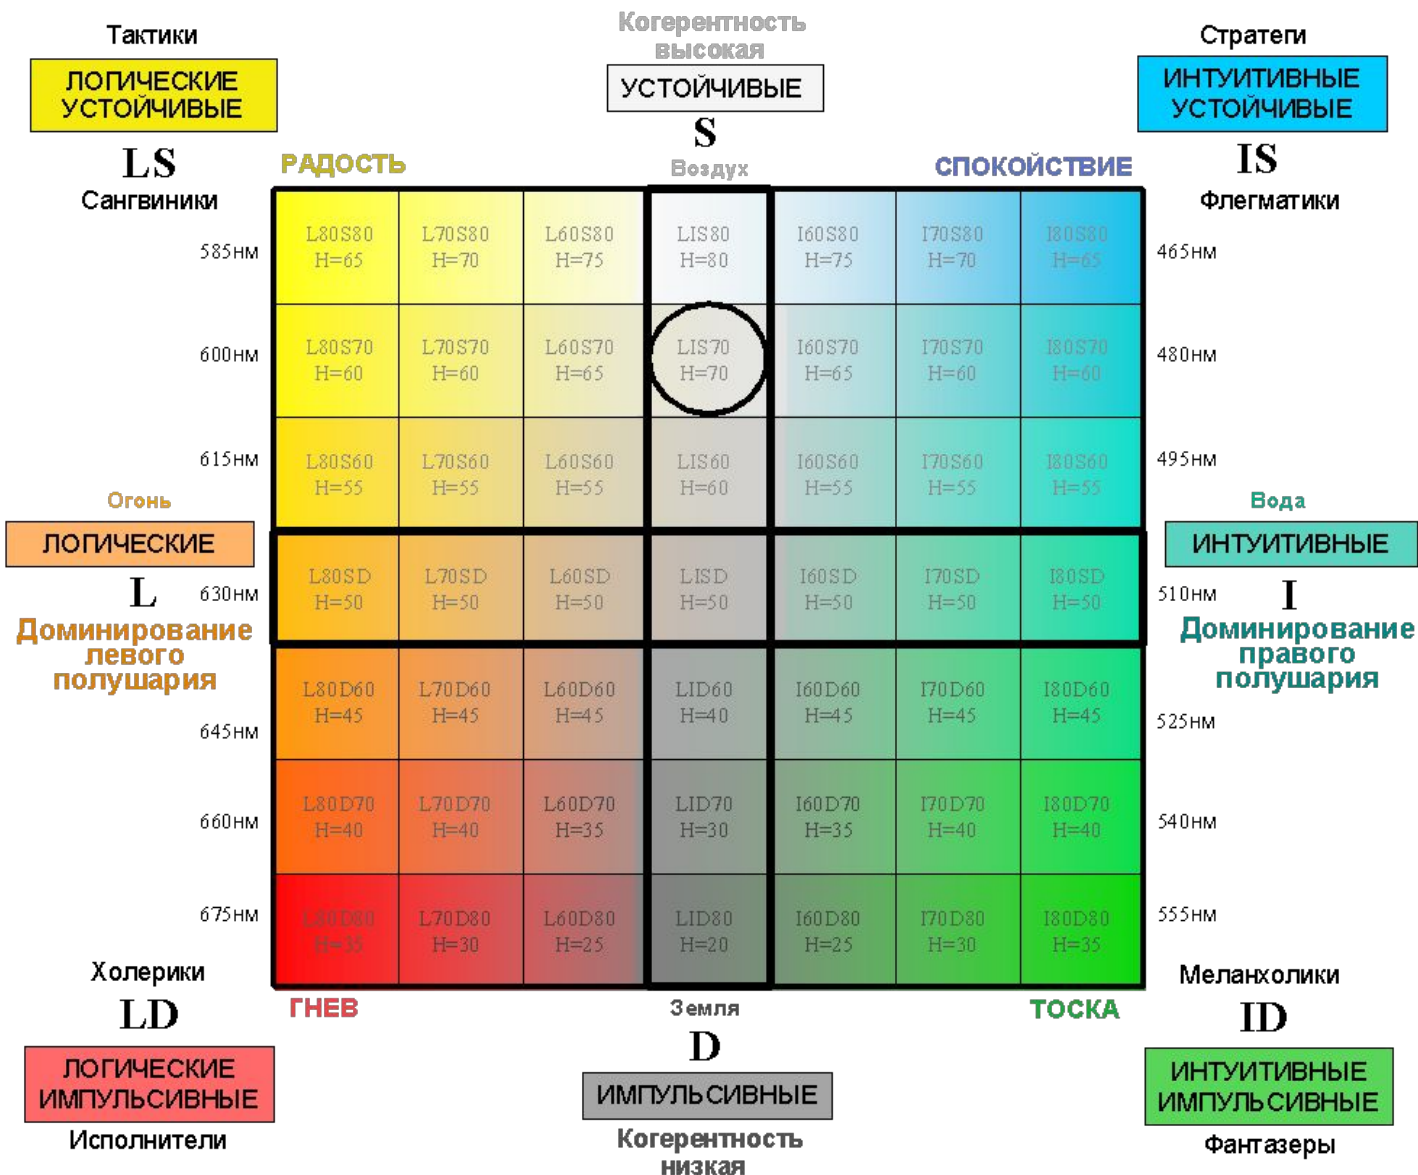 Тактики
Когерентность
высокая
Стратеги
ЛОГИЧЕСКИЕ
УСТОЙЧИВЫЕ
УСТОЙЧИВЫЕ
ИНТУИТИВНЫЕ
УСТОЙЧИВЫЕ
LS
S
IS
РАДОСТЬ
Воздух
СПОКОЙСТВИЕ
Сангвиники
Флегматики
585нм
L80S80 L70S80 L60S80 LIS80 I60S80 I70S80 I80S80
H=65 H=70 H=75 H=80 H=75 H=70 H=65
465нм
600нм
L80S70 L70S70 L60S70 LIS70 I60S70 I70S70 I80S70
H=60 H=60 H=65 H=70 H=65 H=60 H=60
480нм
615нм
L80S60 L70S60 L60S60 LIS60 I60S60 I70S60 I80S60
H=55 H=55 H=55 H=60 H=55 H=55 H=55
495нм
Огонь
Вода
ЛОГИЧЕСКИЕ
ИНТУИТИВНЫЕ
L
630нм
L80SD L70SD L60SD LISD I60SD I70SD I80SD
H=50 H=50 H=50 H=50 H=50 H=50 H=50
510нм
I
Доминирование
левого
полушария
Доминирование
правого
полушария
645нм
L80D60 L70D60 L60D60 LID60 I60D60 I70D60 I80D60
H=45 H=45 H=45 H=40 H=45 H=45 H=45
525нм
660нм
L80D70 L70D70 L60D70 LID70 I60D70 I70D70 I80D70
H=40 H=40 H=35 H=30 H=35 H=40 H=40
540нм
675нм
L80D80 L70D80 L60D80 LID80 I60D80 I70D80 I80D80
H=35 H=30 H=25 H=20 H=25 H=30 H=35
555нм
Холерики
Меланхолики
LD
ГНЕВ
Земля
ТОСКА
ID
D
ЛОГИЧЕСКИЕ
ИМПУЛЬСИВНЫЕ
ИМПУЛЬСИВНЫЕ
ИНТУИТИВНЫЕ
ИМПУЛЬСИВНЫЕ
Исполнители
Когерентность
низкая
Фантазеры